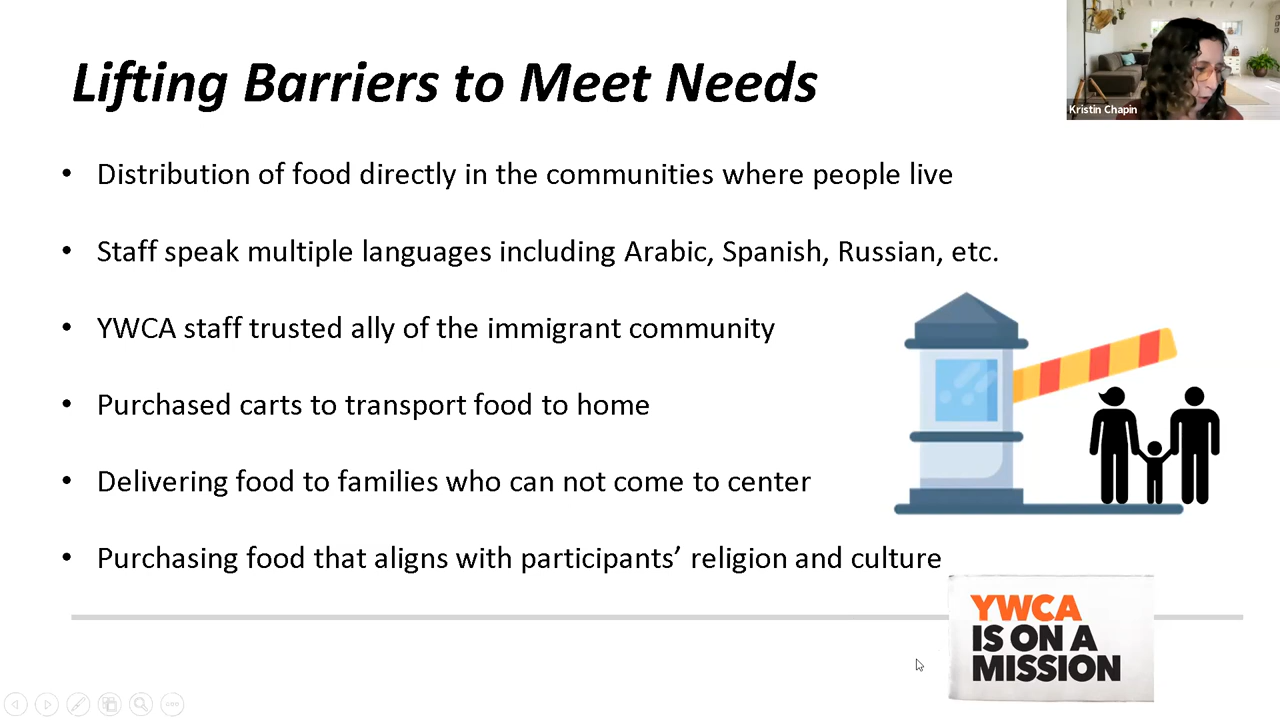 Lifting Barriers to Meet Needs
Kristin Chapin
• Distribution of food directly in the communities where people live
• Staff speak multiple languages including Arabic, Spanish, Russian, etc.
• YWCA staff trusted ally of the immigrant community
• Purchased carts to transport food to home
• Delivering food to families who can not come to center
• Purchasing food that aligns with participants’ religion and culture
YWCA
IS ON A
MISSION